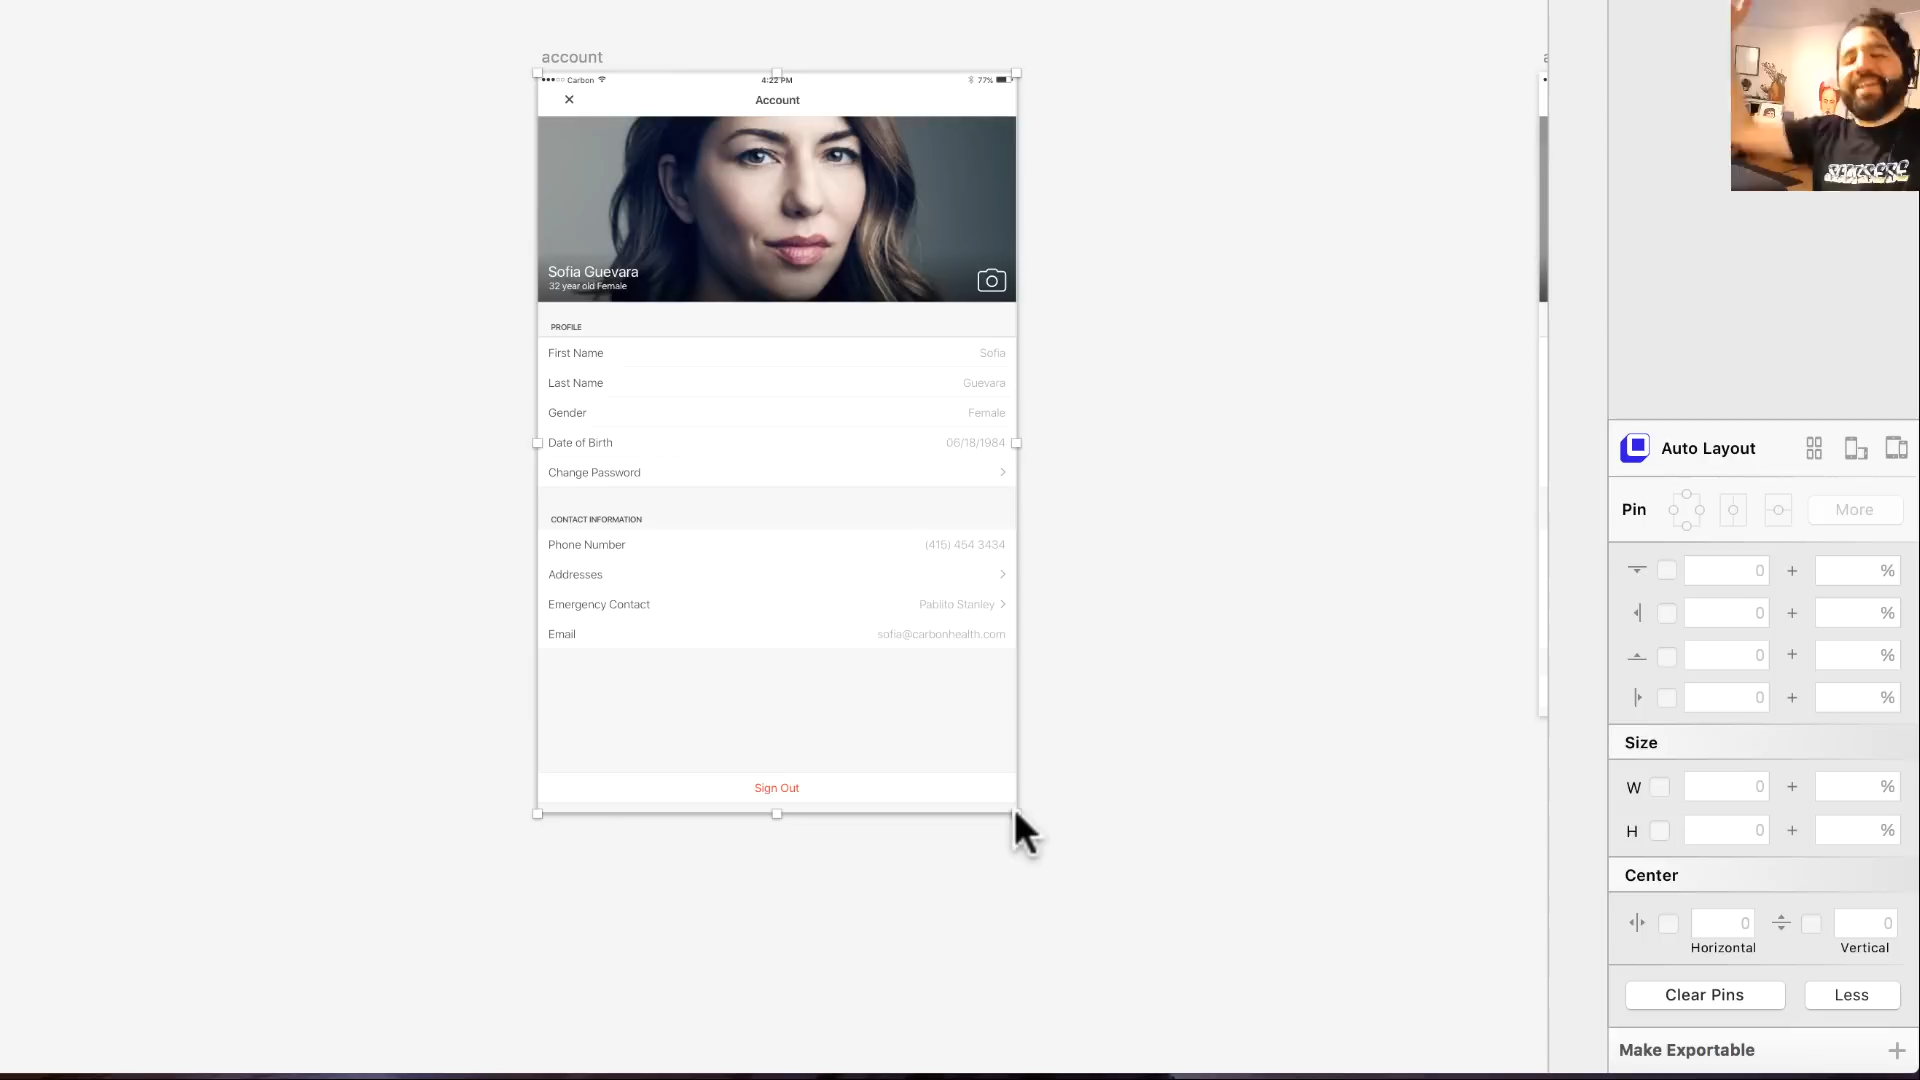 account
Carbon
4:22 PM
77%
Account
Sofia Guevara
32 year old Female
PROFILE
First Name
Sofia
Last Name
Guevara
Gender
Female
Date of Birth
06/18/1984
Change Password
CONTACT INFORMATION
Phone Number
(415) 454 3434
Addresses
Emergency Contact
Pablito Stanley
Email
sofia@carbonhealth.com
Sign Out
Auto Layout
Pin
More
0 + %
0 + %
0 + %
0 + %
Size
W 0 + %
H 0 + %
Center
0 0
Horizontal Vertical
Clear Pins Less
Make Exportable +